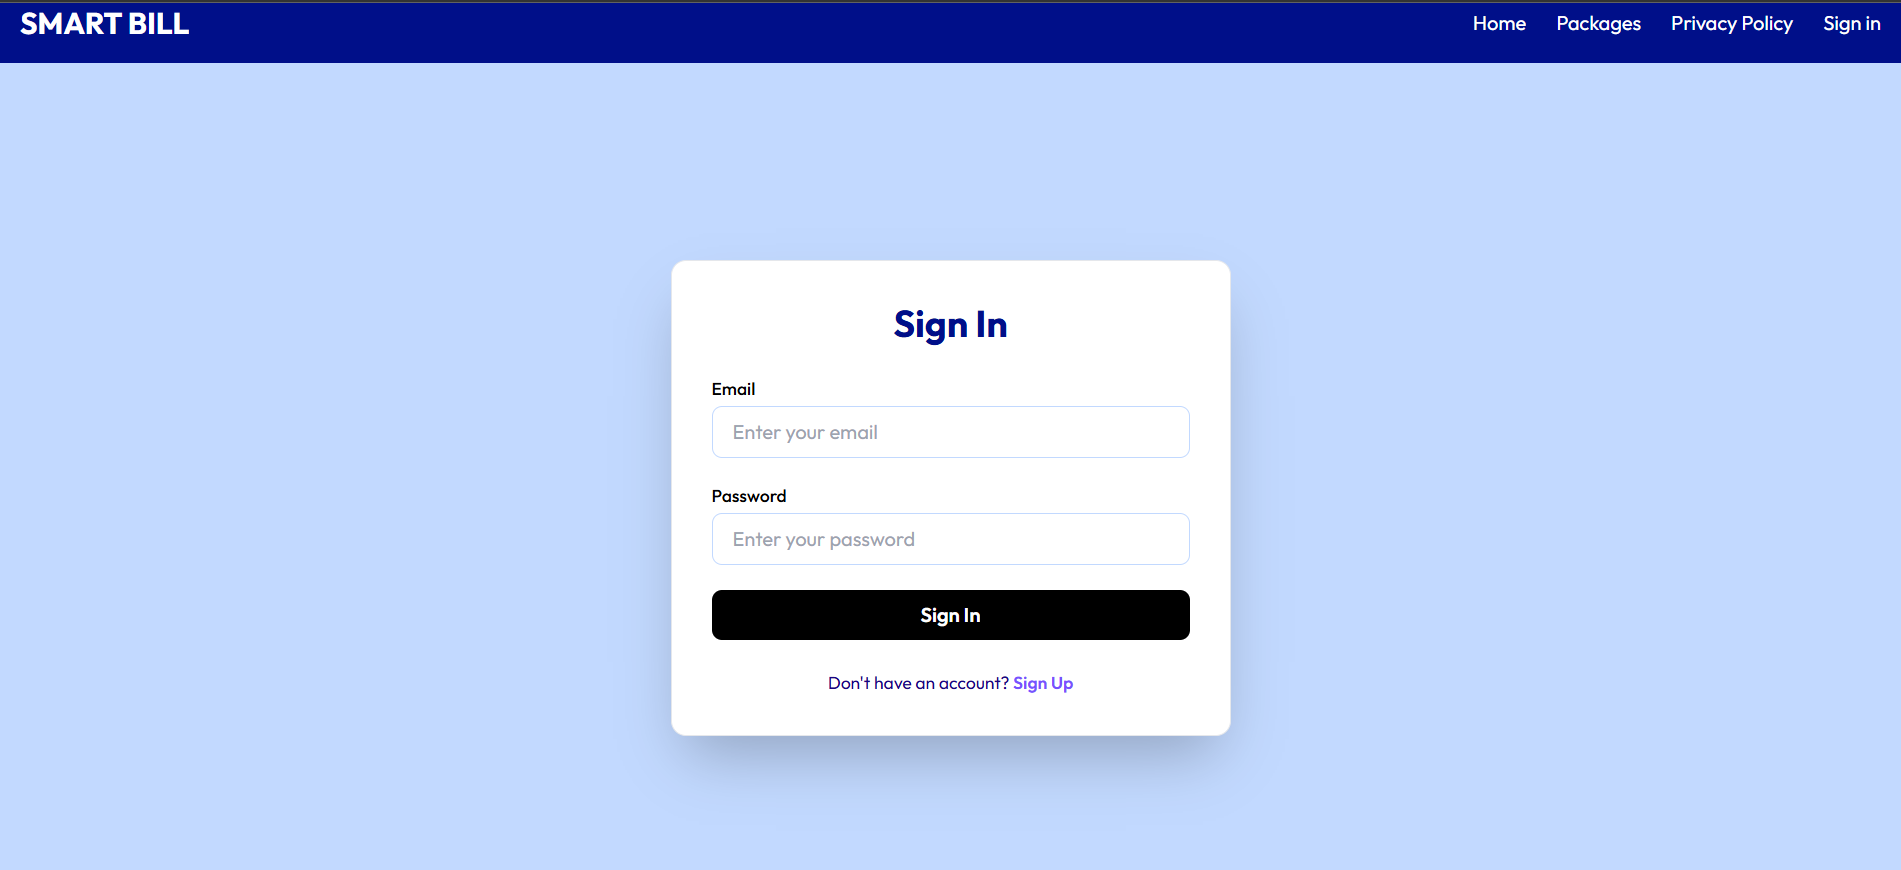 SMART BILL
Home Packages Privacy Policy Sign in
Sign In
Email
Enter your email
Password
Enter your password
Sign In
Don't have an account? Sign Up